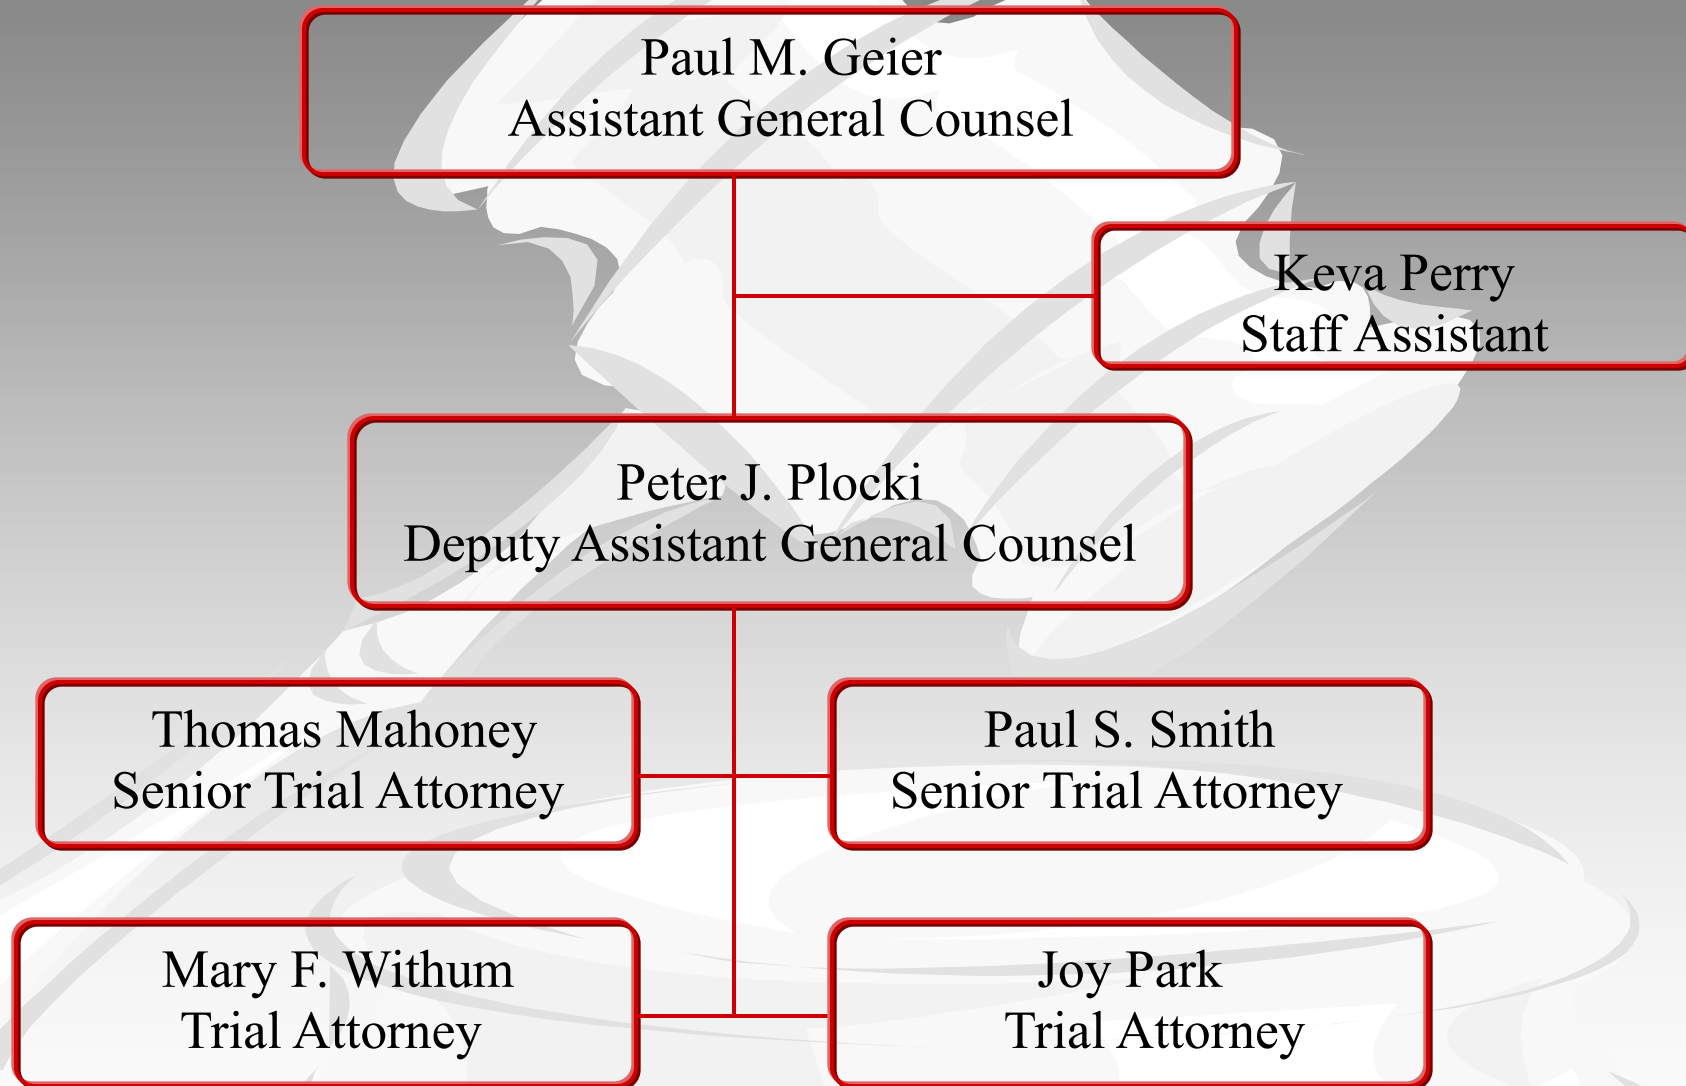 Paul M. Geier
Assistant General Counsel
Keva Perry
Staff Assistant
Peter J. Plocki
Deputy Assistant General Counsel
Thomas Mahoney
Senior Trial Attorney
Paul S. Smith
Senior Trial Attorney
Mary F. Withum
Trial Attorney
Joy Park
Trial Attorney